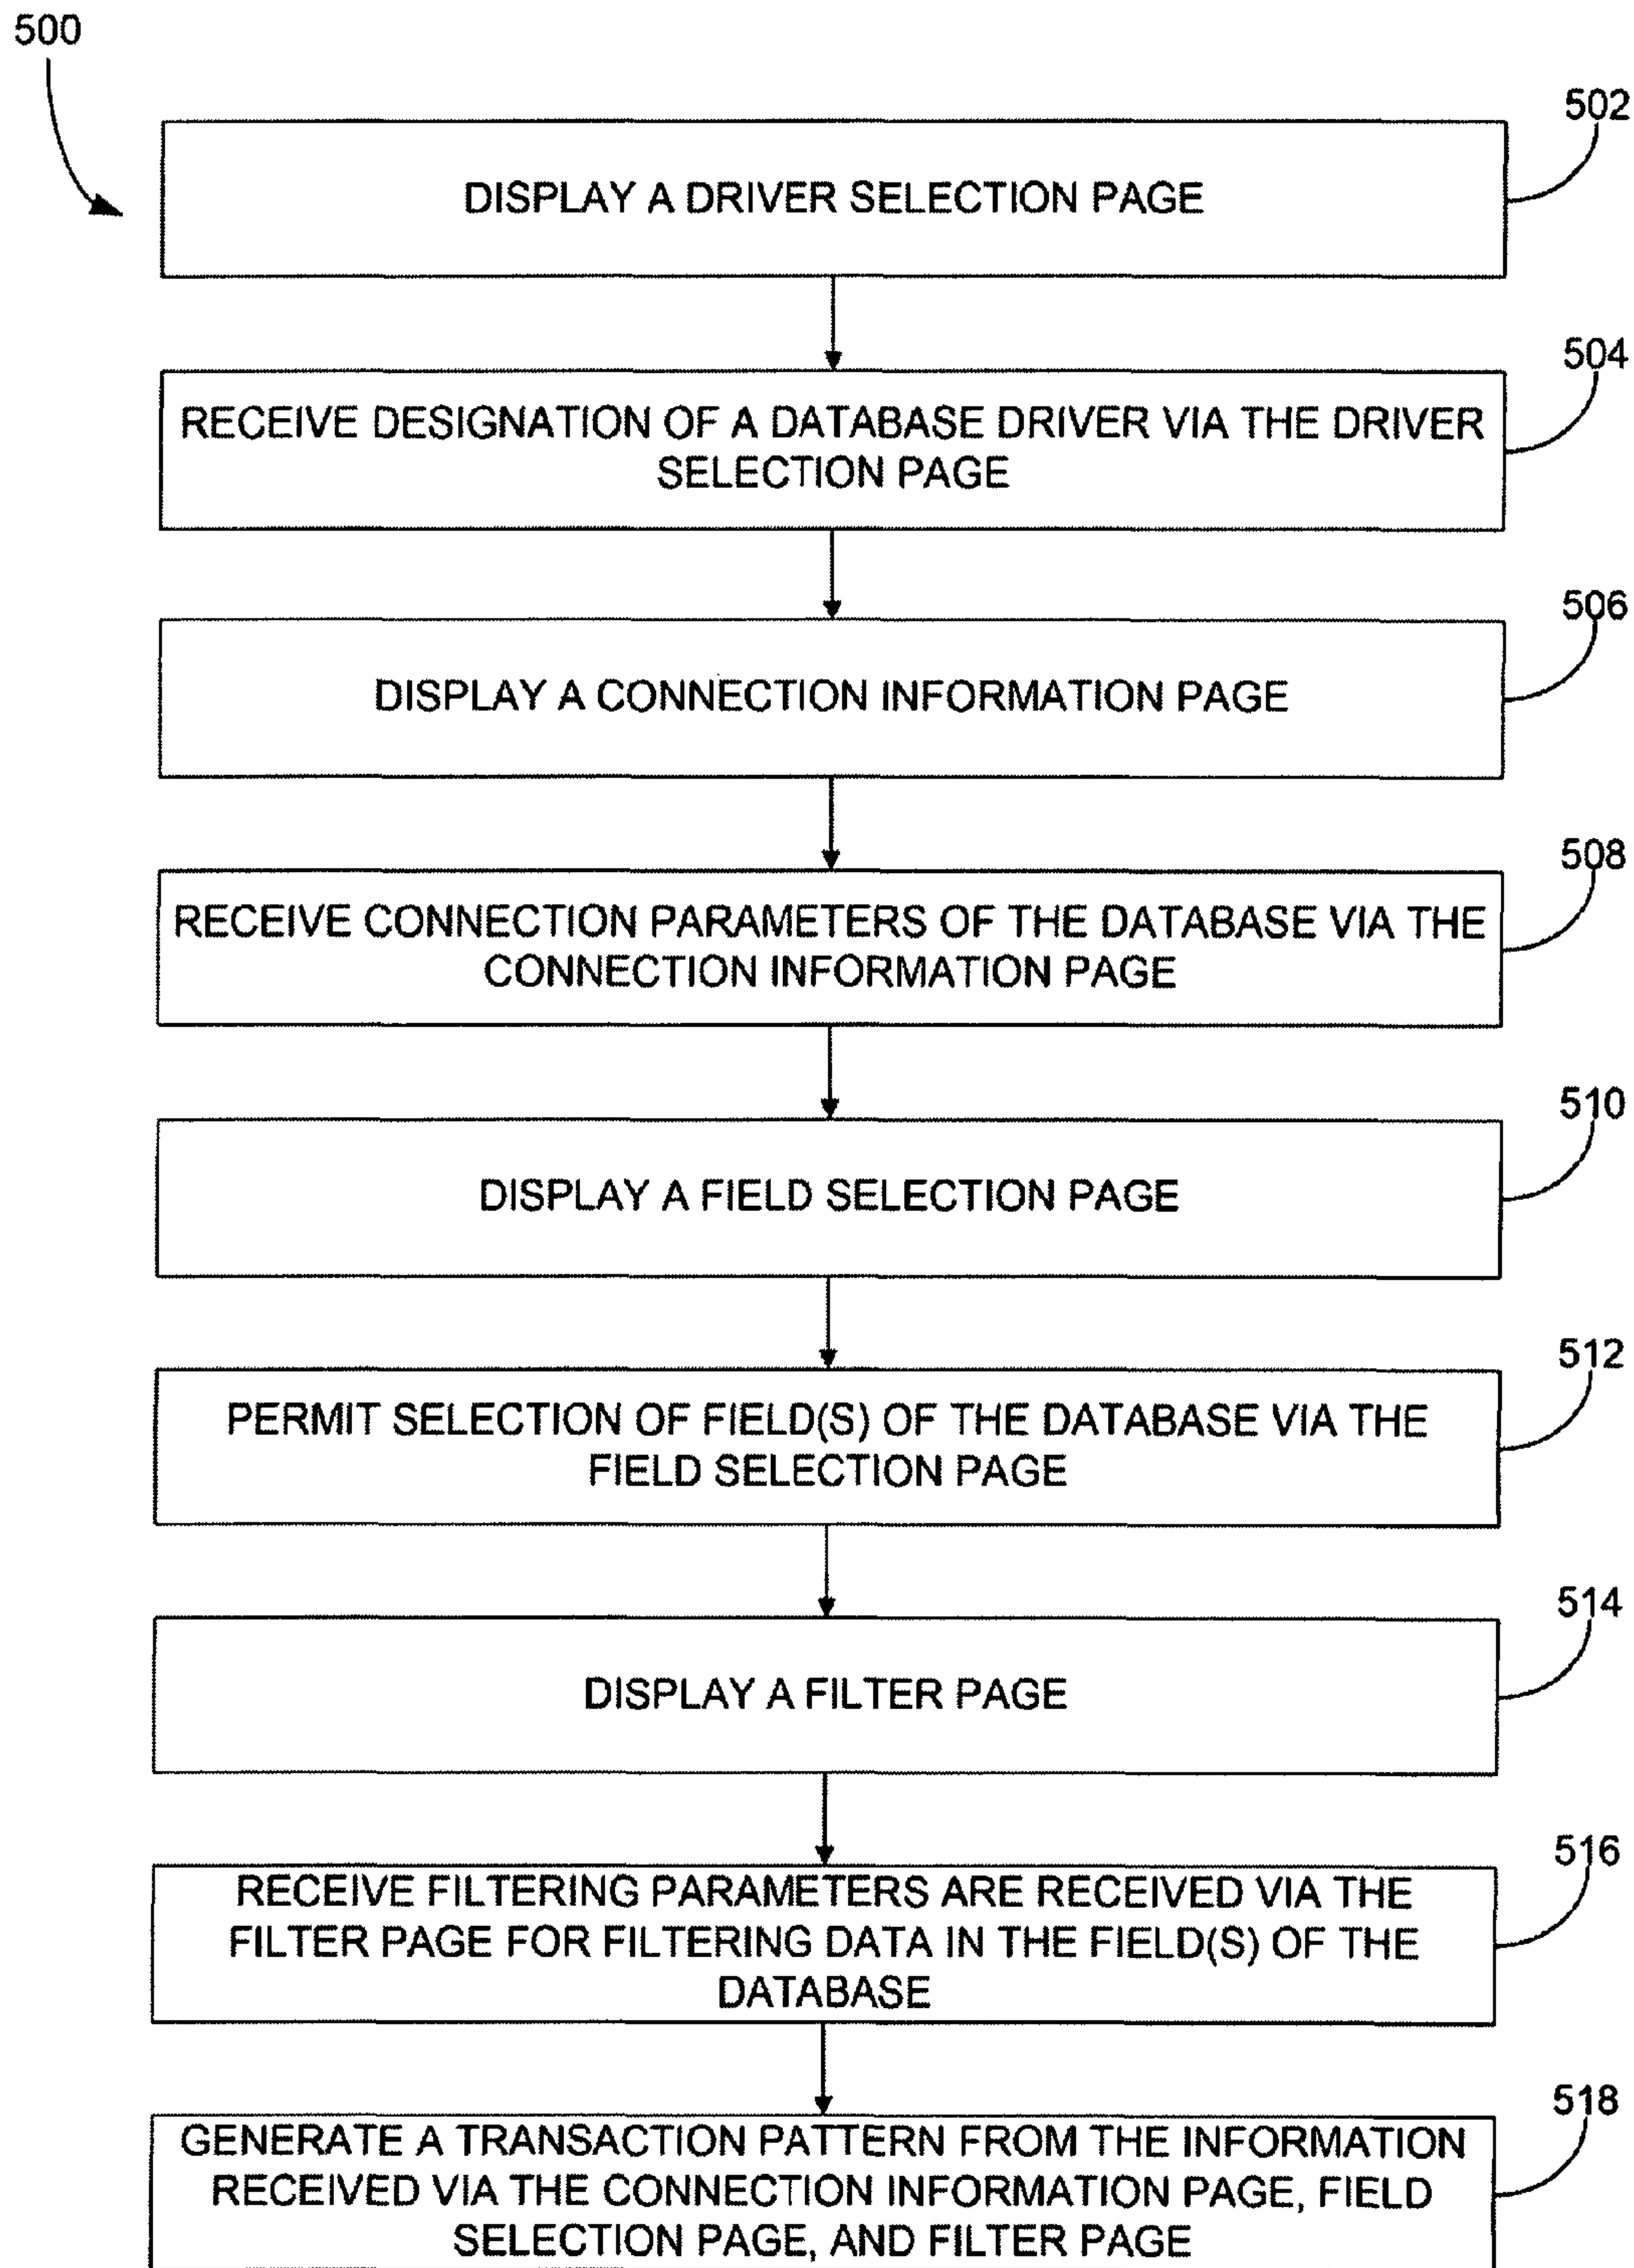 500
502
DISPLAY A DRIVER SELECTION PAGE
504
RECEIVE DESIGNATION OF A DATABASE DRIVER VIA THE DRIVER
SELECTION PAGE
506
DISPLAY A CONNECTION INFORMATION PAGE
508
RECEIVE CONNECTION PARAMETERS OF THE DATABASE VIA THE
CONNECTION INFORMATION PAGE
510
DISPLAY A FIELD SELECTION PAGE
512
PERMIT SELECTION OF FIELD(S) OF THE DATABASE VIA THE
FIELD SELECTION PAGE
514
DISPLAY A FILTER PAGE
516
RECEIVE FILTERING PARAMETERS ARE RECEIVED VIA THE
FILTER PAGE FOR FILTERING DATA IN THE FIELD(S) OF THE
DATABASE
518
GENERATE A TRANSACTION PATTERN FROM THE INFORMATION
RECEIVED VIA THE CONNECTION INFORMATION PAGE, FIELD
SELECTION PAGE, AND FILTER PAGE